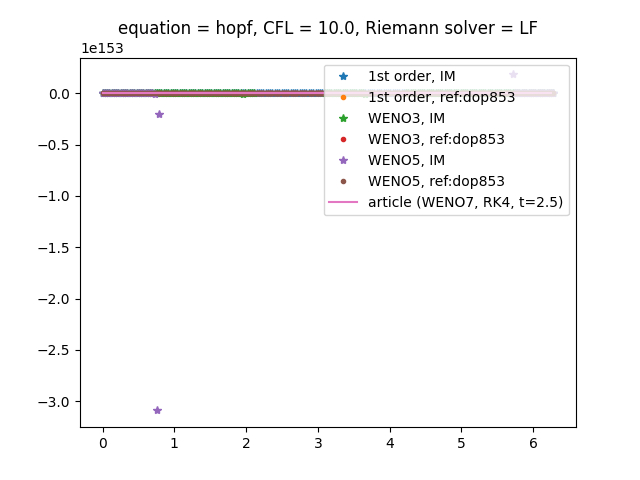 equation = hopf, CFL = 10.0, Riemann solver = LF
1e153
1st order, IM
1st order, ref:dop853
WENO3, IM
WENO3, ref:dop853
WENO5, IM
WENO5, ref:dop853
article (WENO7, RK4, t=2.5)
0.0
−0.5
−1.0
−1.5
−2.0
−2.5
−3.0
0 1 2 3 4 5 6